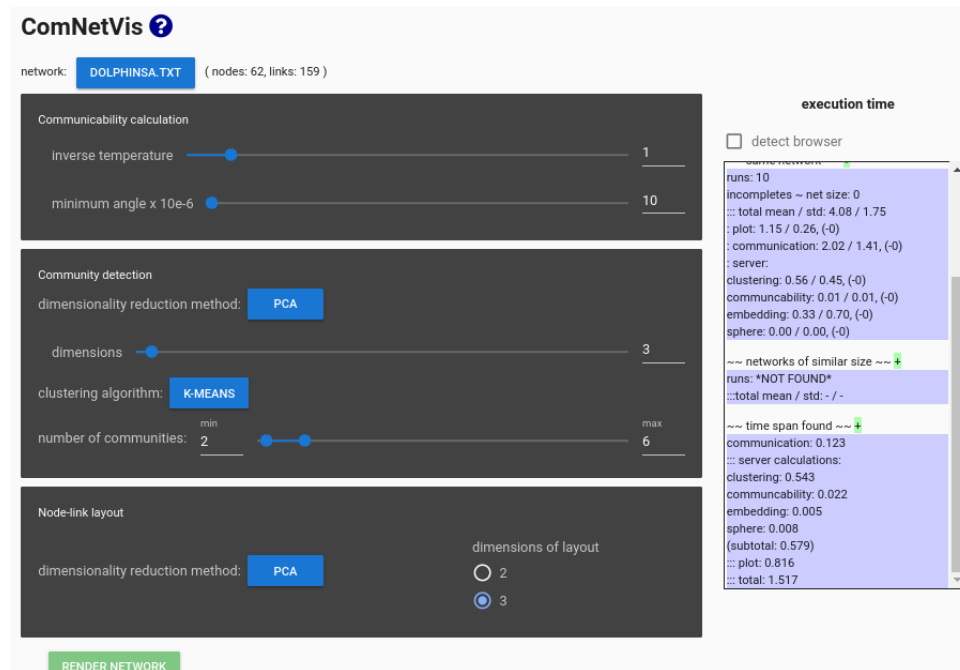 ComNetVis ?
network: DOLPHINSA.TXT ( nodes: 62, links: 159 )
Communicability calculation
inverse temperature 1
minimum angle x 10e-6 10
Community detection
dimensionality reduction method: PCA
dimensions 3
clustering algorithm: K-MEANS
number of communities: min 2 max 6
Node-link layout
dimensionality reduction method: PCA
dimensions of layout
2
3
RENDER NETWORK
execution time
detect browser
same network
runs: 10
incompletes ~ net size: 0
::: total mean / std: 4.08 / 1.75
: plot: 1.15 / 0.26, (-0)
: communication: 2.02 / 1.41, (-0)
: server:
clustering: 0.56 / 0.45, (-0)
communcability: 0.01 / 0.01, (-0)
embedding: 0.33 / 0.70, (-0)
sphere: 0.00 / 0.00, (-0)
~~ networks of similar size ~~ +
runs: *NOT FOUND*
:::total mean / std: - / -
~~ time span found ~~ +
communication: 0.123
::: server calculations:
clustering: 0.543
communcability: 0.022
embedding: 0.005
sphere: 0.008
(subtotal: 0.579)
::: plot: 0.816
::: total: 1.517